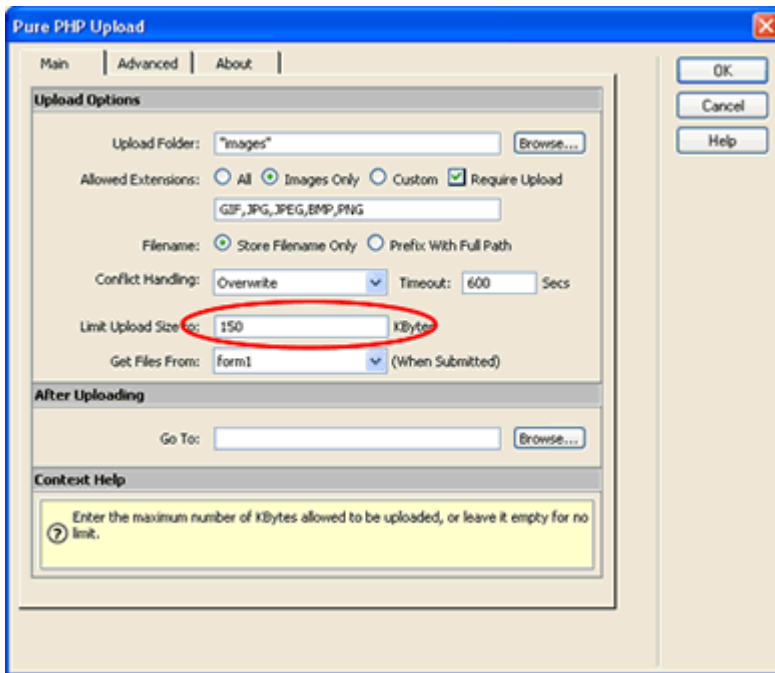 Pure PHP Upload
Main Advanced About
OK
Cancel
Help
Upload Options
Upload Folder: "images" Browse...
Allowed Extensions: All Images Only Custom Require Upload
GIF,JPG,JPEG,BMP,PNG
Filename: Store Filename Only Prefix With Full Path
Conflict Handling: Overwrite Timeout: 600 Secs
Limit Upload Size to: 150 KBytes
Get Files From: form1 (When Submitted)
After Uploading
Go To: Browse...
Context Help
Enter the maximum number of KBytes allowed to be uploaded, or leave it empty for no
limit.